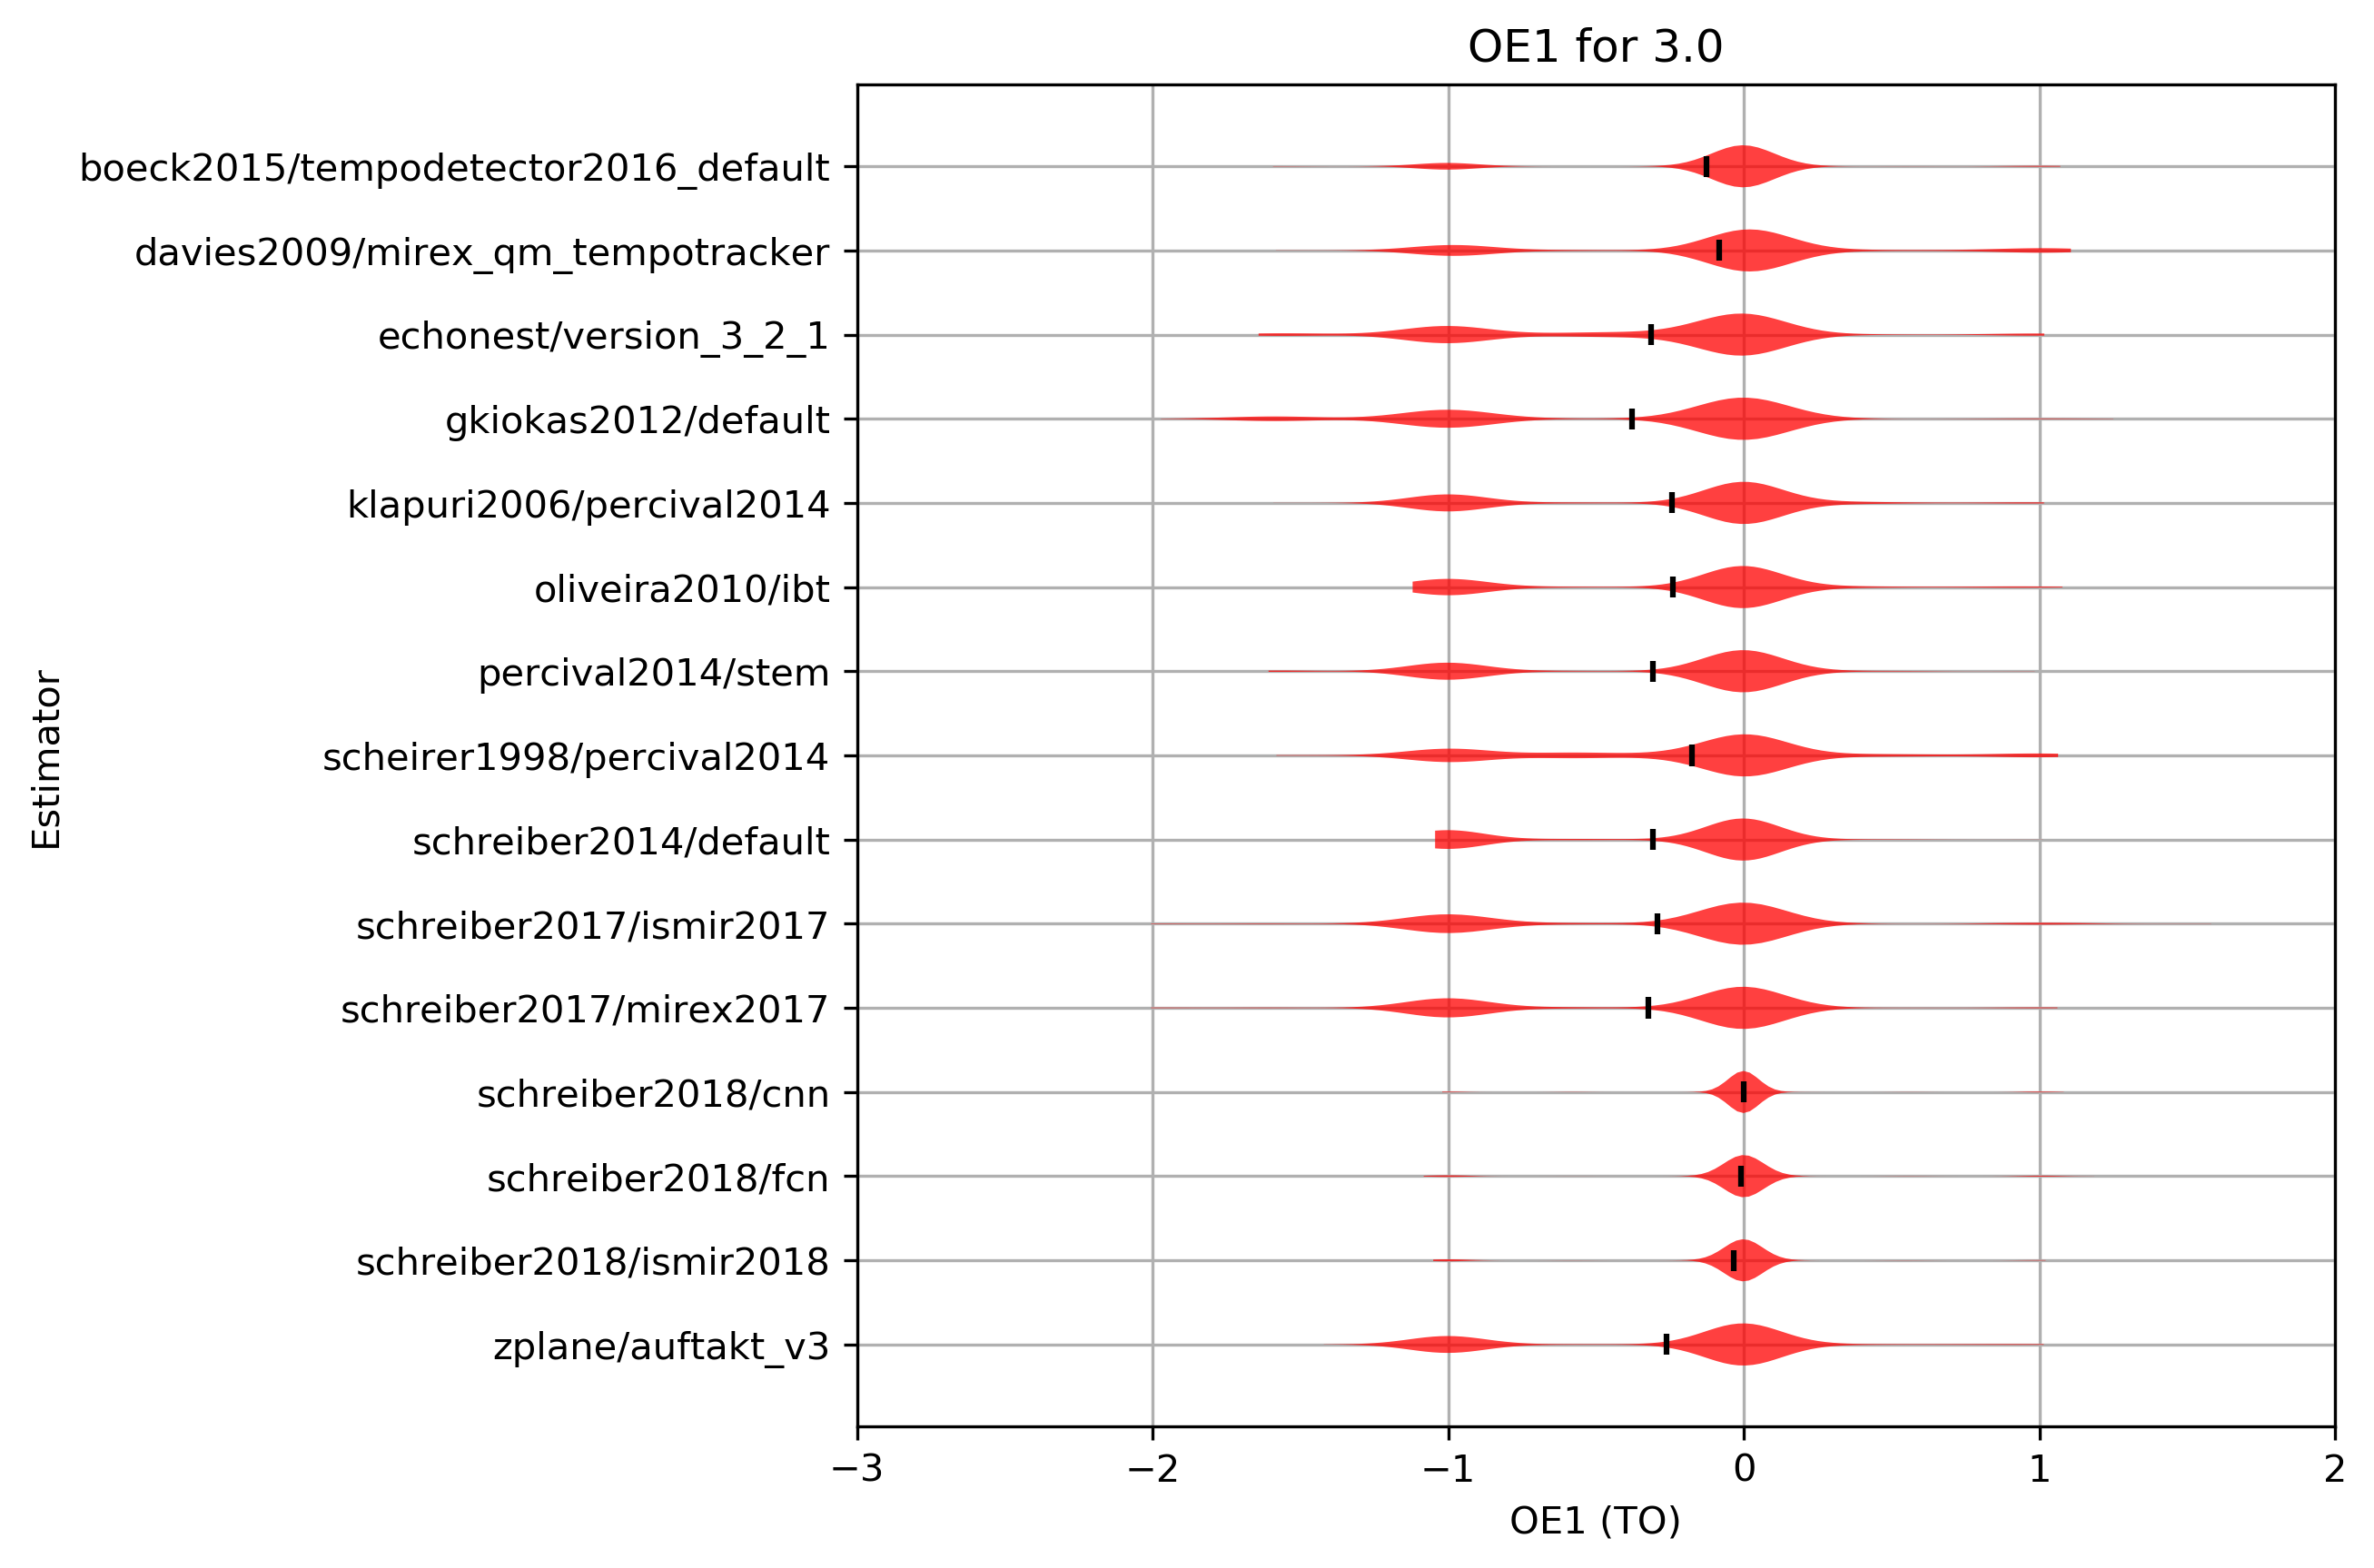 OE1 for 3.0
boeck2015/tempodetector2016_default
davies2009/mirex_qm_tempotracker
echonest/version_3_2_1
gkiokas2012/default
klapuri2006/percival2014
oliveira2010/ibt
percival2014/stem
scheirer1998/percival2014
schreiber2014/default
schreiber2017/ismir2017
schreiber2017/mirex2017
schreiber2018/cnn
schreiber2018/fcn
schreiber2018/ismir2018
zplane/auftakt_v3
Estimator
−3 −2 −1 0 1 2
OE1 (TO)